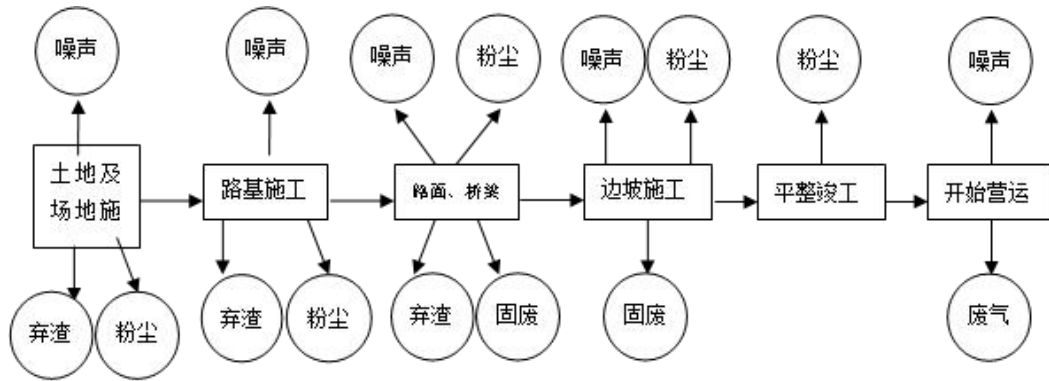 噪声
噪声
噪声
粉尘
噪声
粉尘
粉尘
噪声
土地及
场地施
路基施工
路面、桥梁
边坡施工
平整竣工
开始营运
弃渣
粉尘
弃渣
粉尘
弃渣
固废
固废
废气